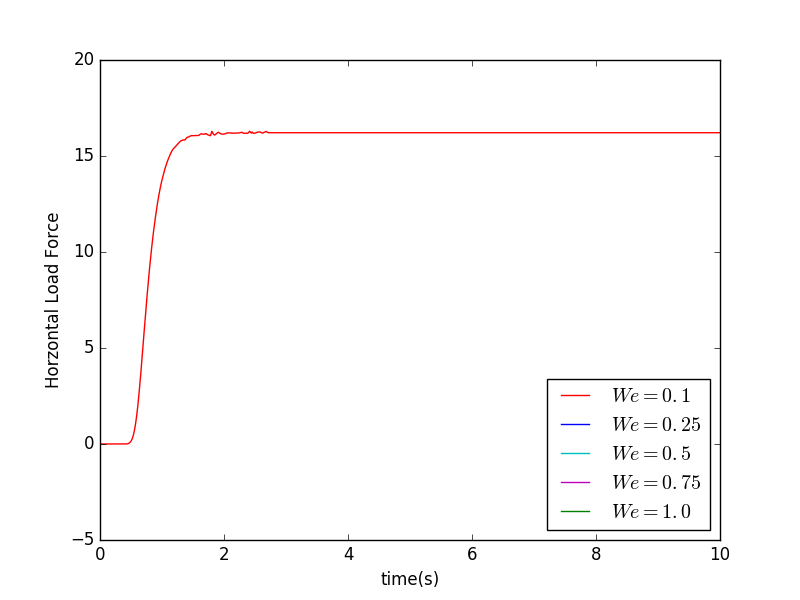 20
15
10
5
0
−5
Horzontal Load Force
0 2 4 6 8 10
time(s)
We = 0.1
We = 0.25
We = 0.5
We = 0.75
We = 1.0